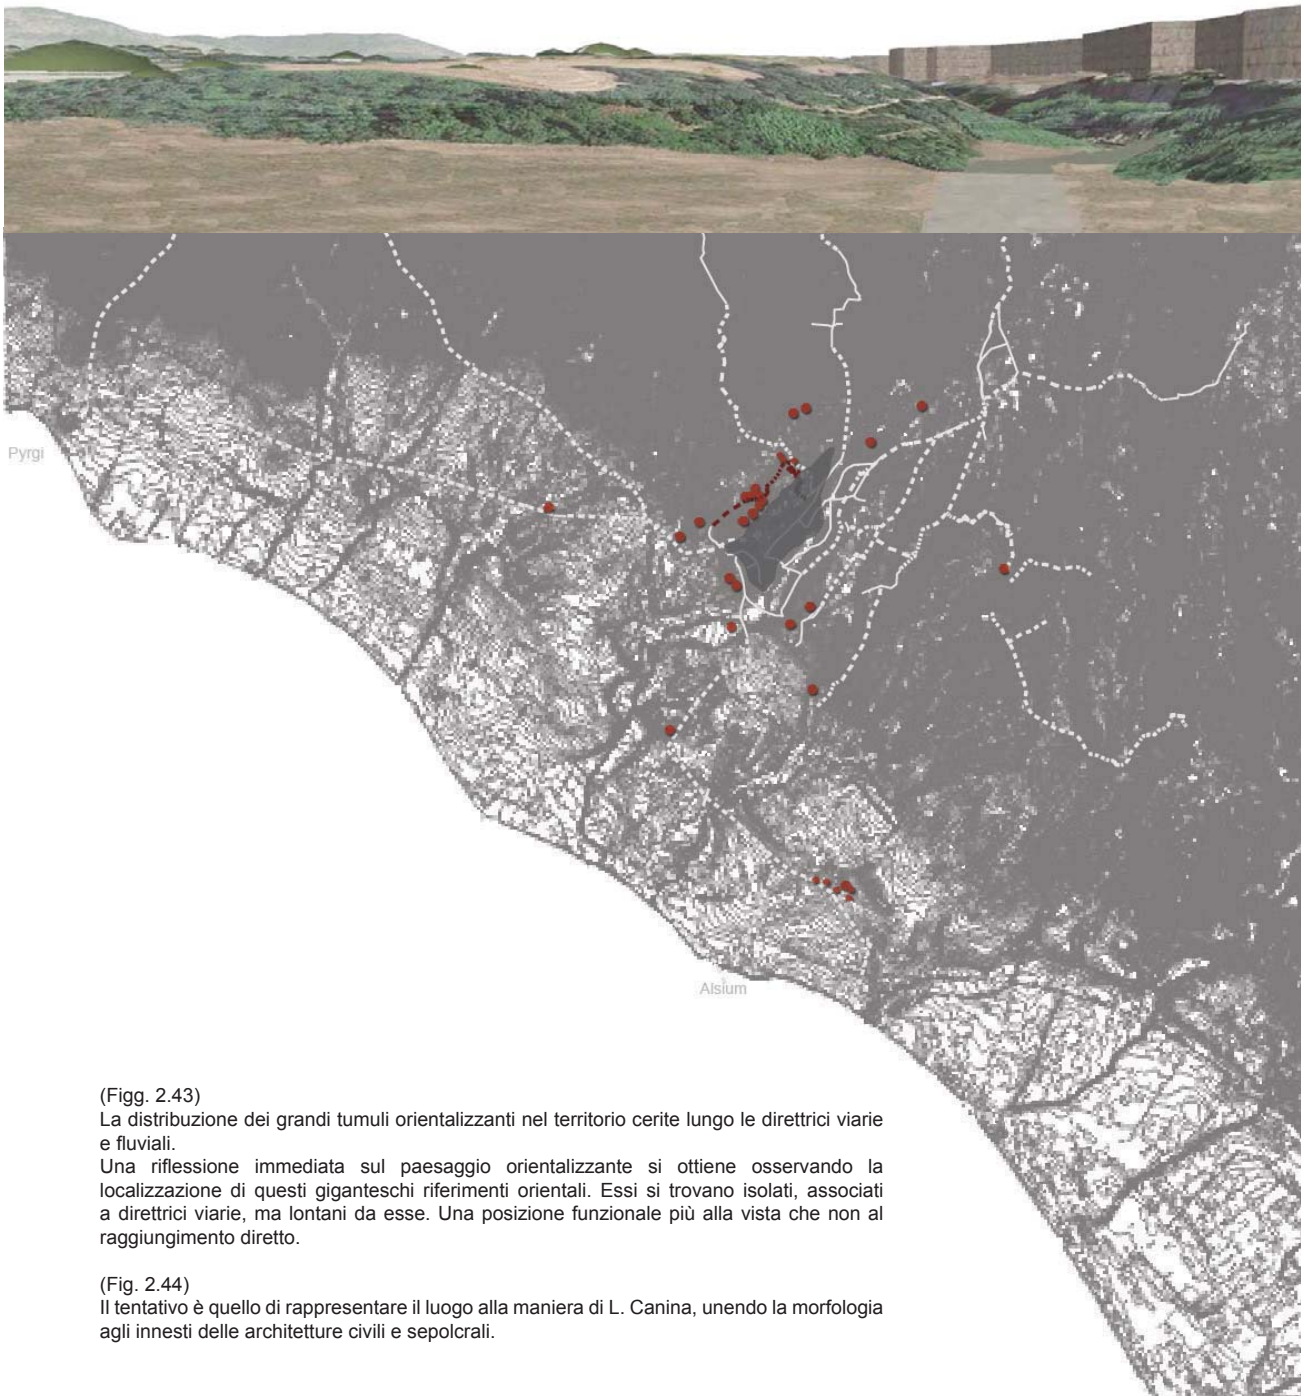 Pyrgi
Alsium
(Figg. 2.43)
La distribuzione dei grandi tumuli orientalizzanti nel territorio cerite lungo le direttrici viarie
e fluviali.
Una riflessione immediata sul paesaggio orientalizzante si ottiene osservando la
localizzazione di questi giganteschi riferimenti orientali. Essi si trovano isolati, associati
a direttrici viarie, ma lontani da esse. Una posizione funzionale più alla vista che non al
raggiungimento diretto.
(Fig. 2.44)
Il tentativo è quello di rappresentare il luogo alla maniera di L. Canina, unendo la morfologia
agli innesti delle architetture civili e sepolcrali.